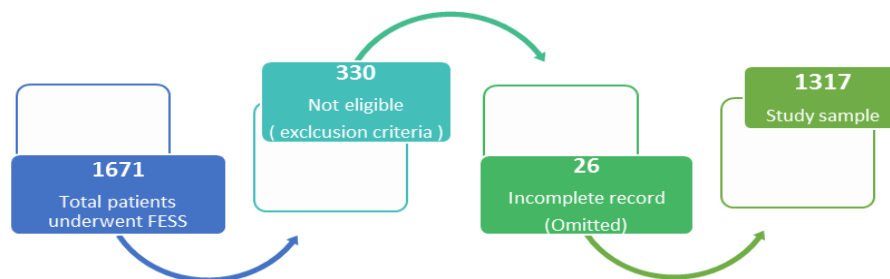 1671
Total patients
underwent FESS
330
Not eligible
( exclcusion criteria )
26
Incomplete record
(Omitted)
1317
Study sample